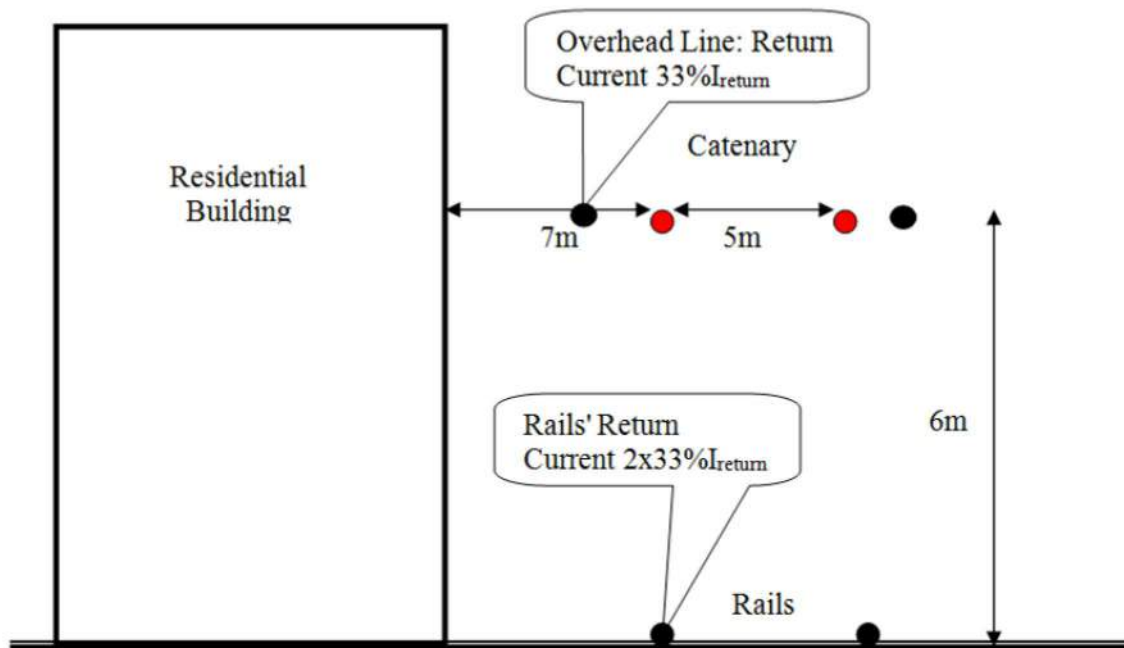 Overhead Line: Return
Current 33%Ireturn
Catenary
Residential
Building
7m
5m
6m
Rails' Return
Current 2x33%Ireturn
Rails